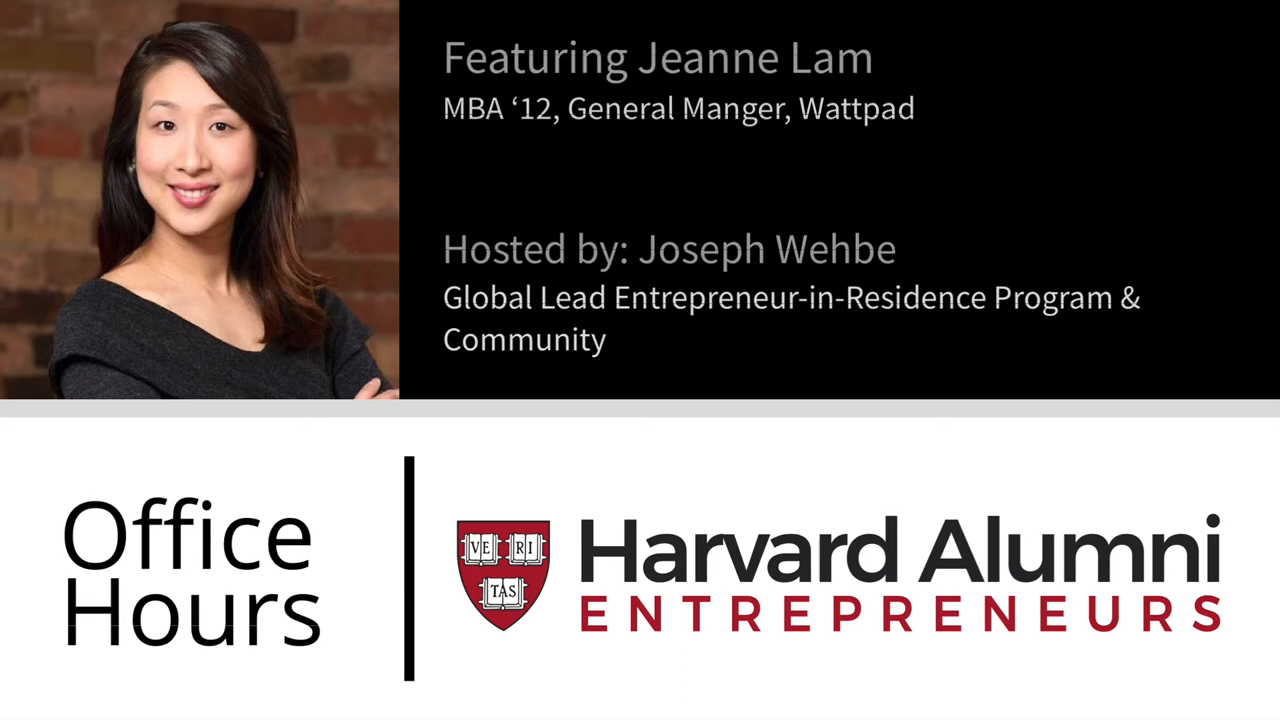 Featuring Jeanne Lam
MBA ‘12, General Manger, Wattpad
Hosted by: Joseph Wehbe
Global Lead Entrepreneur-in-Residence Program &
Community
Office
Hours
VE RI
TAS
Harvard Alumni
ENTREPRENEURS